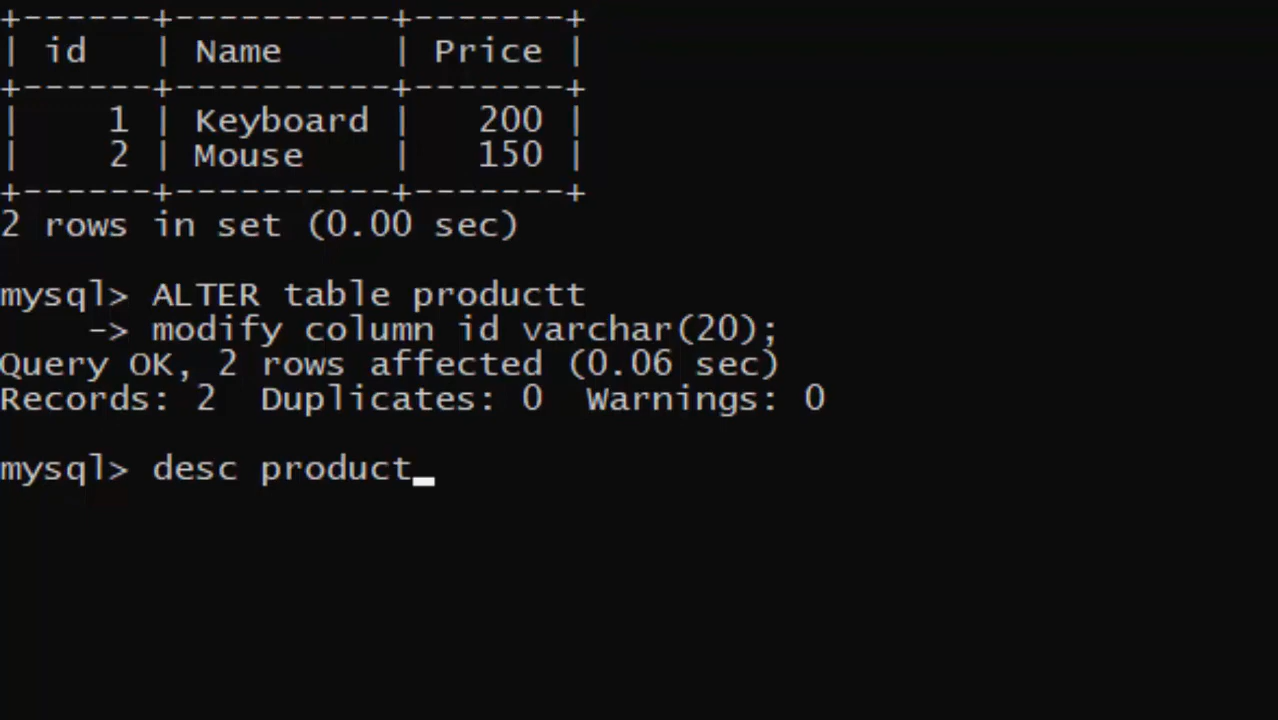 +------+----------+-------+
| id   | Name     | Price |
+------+----------+-------+
|    1 | Keyboard |   200 |
|    2 | Mouse    |   150 |
+------+----------+-------+
2 rows in set (0.00 sec)
mysql> ALTER table productt
    -> modify column id varchar(20);
Query OK, 2 rows affected (0.06 sec)
Records: 2  Duplicates: 0  Warnings: 0
mysql> desc product_